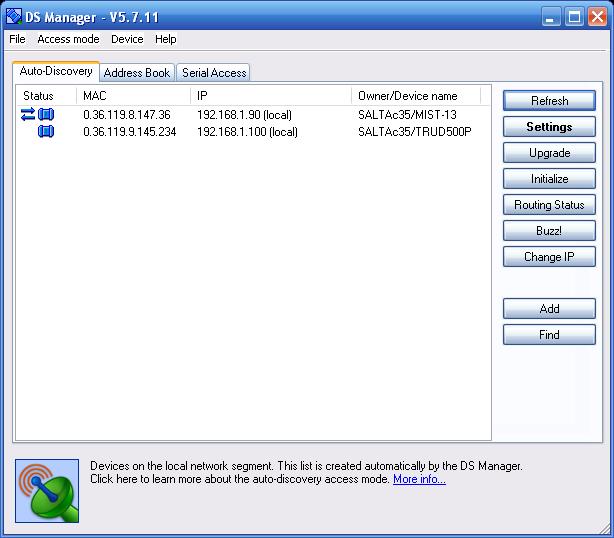 DS Manager - V5.7.11
File Access mode Device Help
Auto-Discovery Address Book Serial Access
Status MAC IP Owner/Device name
0.36.119.8.147.36 192.168.1.90 (local) SALTAc35/MIST-13
0.36.119.9.145.234 192.168.1.100 (local) SALTAc35/TRUD500P
Refresh
Settings
Upgrade
Initialize
Routing Status
Buzz!
Change IP
Add
Find
Devices on the local network segment. This list is created automatically by the DS Manager.
Click here to learn more about the auto-discovery access mode. More info...